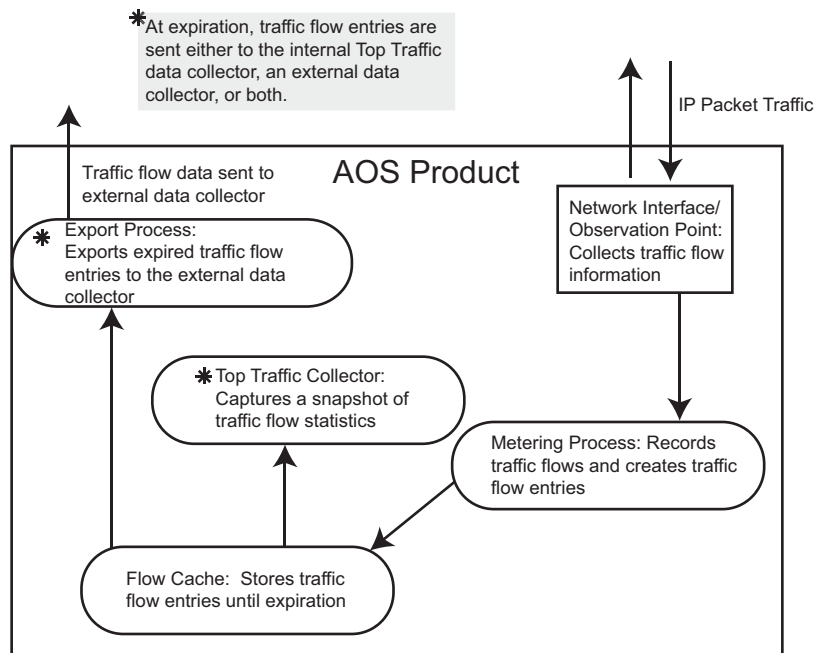 *At expiration, traffic flow entries are
sent either to the internal Top Traffic
data collector, an external data
collector, or both.
IP Packet Traffic
AOS Product
Traffic flow data sent to
external data collector
Network Interface/
Observation Point:
Collects traffic flow
information
* Export Process:
Exports expired traffic flow
entries to the external data
collector
* Top Traffic Collector:
Captures a snapshot of
traffic flow statistics
Metering Process: Records
traffic flows and creates traffic
flow entries
Flow Cache: Stores traffic
flow entries until expiration